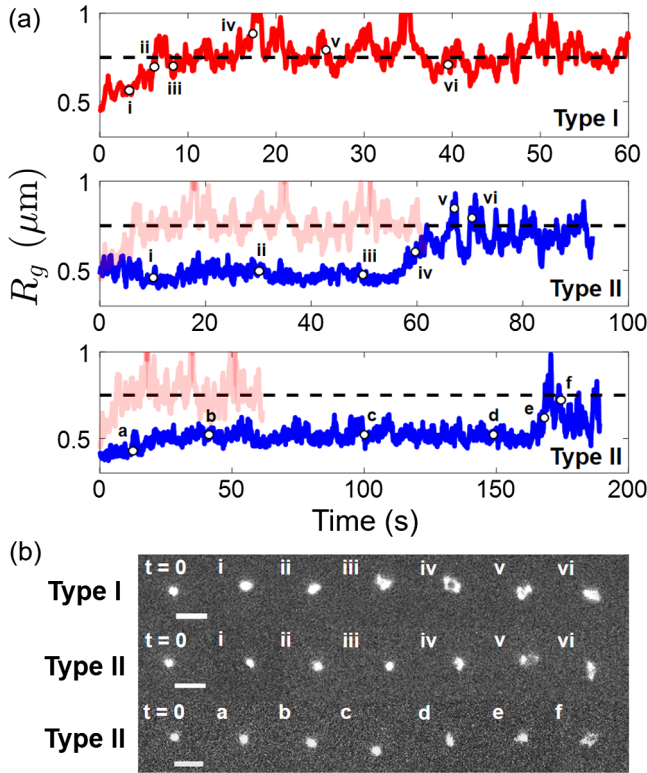 (a)
R_g (μm)
1
0.5
i
ii
iii
iv
v
vi
Type I
0 10 20 30 40 50 60
1
0.5
i
ii
iii
iv
v
vi
Type II
0 20 40 60 80 100
1
0.5
a
b
c
d
e
f
Type II
0 50 100 150 200
Time (s)
(b)
Type I t = 0 i ii iii iv v vi
Type II t = 0 i ii iii iv v vi
Type II t = 0 a b c d e f